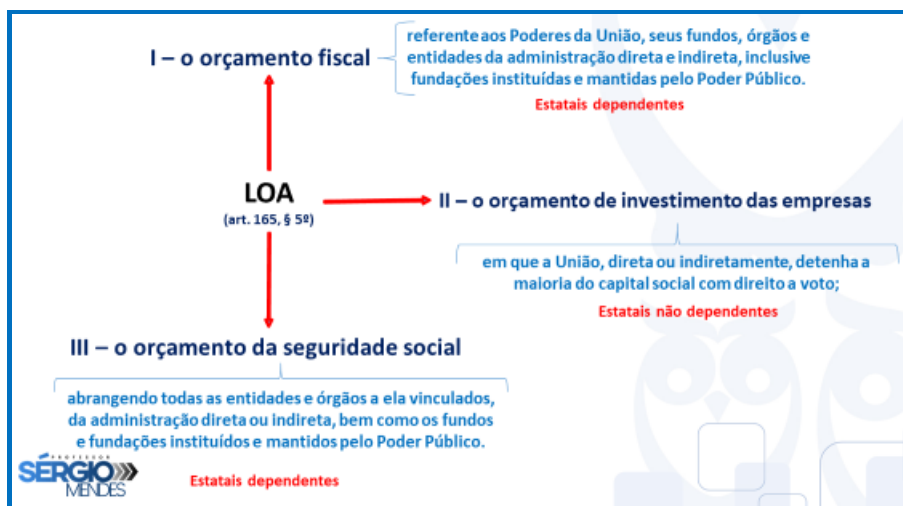 I – o orçamento fiscal
referente aos Poderes da União, seus fundos, órgãos e
entidades da administração direta e indireta, inclusive
fundações instituídas e mantidas pelo Poder Público.
Estatais dependentes
LOA
(art. 165, § 5º)
II – o orçamento de investimento das empresas
em que a União, direta ou indiretamente, detenha a
maioria do capital social com direito a voto;
Estatais não dependentes
III – o orçamento da seguridade social
abrangendo todas as entidades e órgãos a ela vinculados,
da administração direta ou indireta, bem como os fundos
e fundações instituídos e mantidos pelo Poder Público.
Estatais dependentes
PROFESSOR
SÉRGIO
MENDES